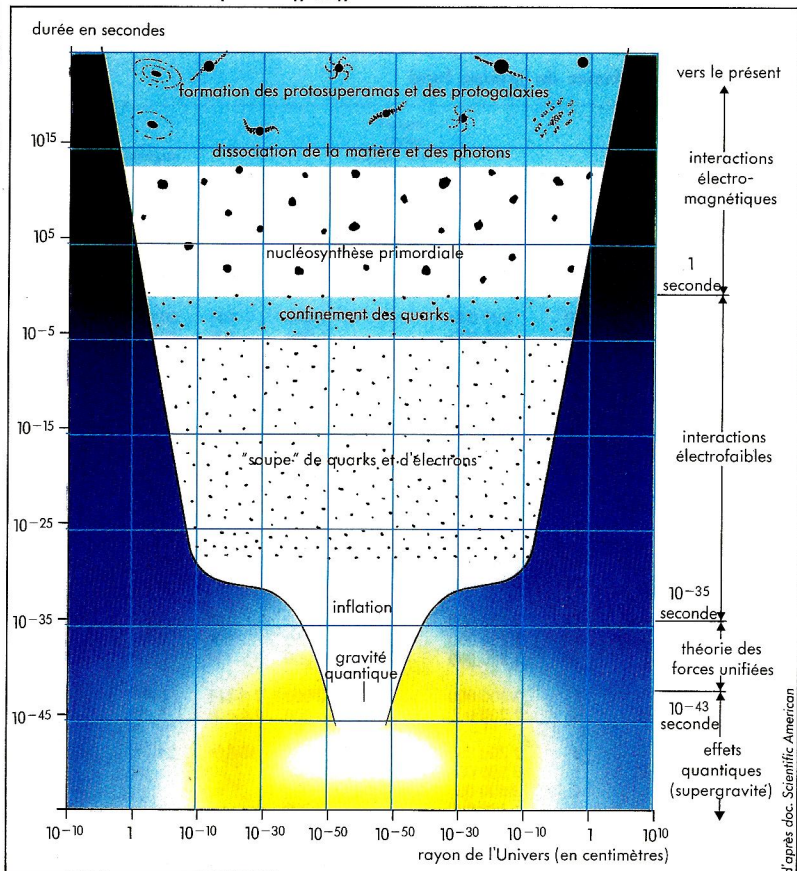 durée en secondes
vers le présent
formation des protosuperamas et des protogalaxies
10¹⁵
dissociation de la matière et des photons
interactions
électro-
magnétiques
10⁵
nucléosynthèse primordiale
1
seconde
confinément des quarks
10⁻⁵
10⁻¹⁵
"soupe" de quarks et d'électrons
interactions
électrofaibles
10⁻²⁵
10⁻³⁵
seconde
inflation
10⁻³⁵
gravité
quantique
théorie des
forces unifiées
10⁻⁴⁵
10⁻⁴³
seconde
effets
quantiques
(supergravité)
10⁻¹⁰ 1 10⁻¹⁰ 10⁻³⁰ 10⁻⁵⁰ 10⁻⁵⁰ 10⁻³⁰ 10⁻¹⁰ 1 10¹⁰
rayon de l'Univers (en centimètres)
d'après doc. Scientific American